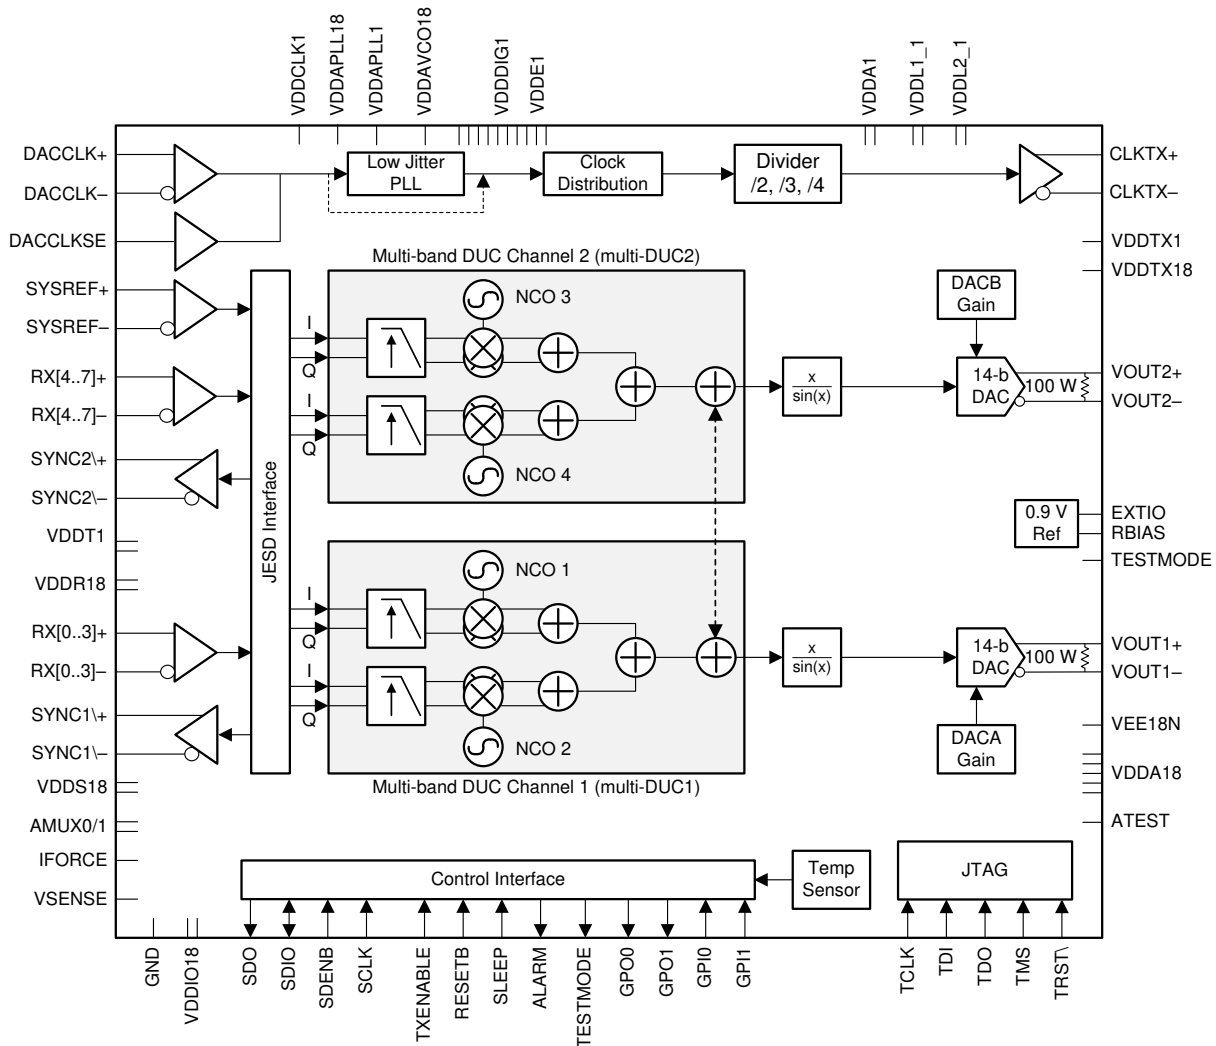 VDDCLK1
VDDAPLL18
VDDAPLL1
VDDAVCO18
VDDDIG1
VDDE1
VDDA1
VDDL1_1
VDDL2_1
DACCLK+
DACCLK–
DACCLKSE
Low Jitter
PLL
Clock
Distribution
Divider
/2, /3, /4
CLKTX+
CLKTX–
VDDTX1
VDDTX18
SYSREF+
SYSREF–
RX[4..7]+
RX[4..7]–
SYNC2\+
SYNC2\–
VDDT1
VDDR18
RX[0..3]+
RX[0..3]–
SYNC1\+
SYNC1\–
VDDS18
AMUX0/1
IFORCE
VSENSE
JESD Interface
Multi-band DUC Channel 2 (multi-DUC2)
I
Q
I
Q
NCO 3
NCO 4
x
sin(x)
DACB
Gain
14-b
DAC
100 W
VOUT2+
VOUT2–
0.9 V
Ref
EXTIO
RBIAS
TESTMODE
I
Q
I
Q
NCO 1
NCO 2
Multi-band DUC Channel 1 (multi-DUC1)
x
sin(x)
14-b
DAC
100 W
VOUT1+
VOUT1–
DACA
Gain
VEE18N
VDDA18
ATEST
Control Interface
Temp
Sensor
JTAG
GND
VDDIO18
SDO
SDIO
SDENB
SCLK
TXENABLE
RESETB
SLEEP
ALARM
TESTMODE
GPO0
GPO1
GPI0
GPI1
TCLK
TDI
TDO
TMS
TRST\